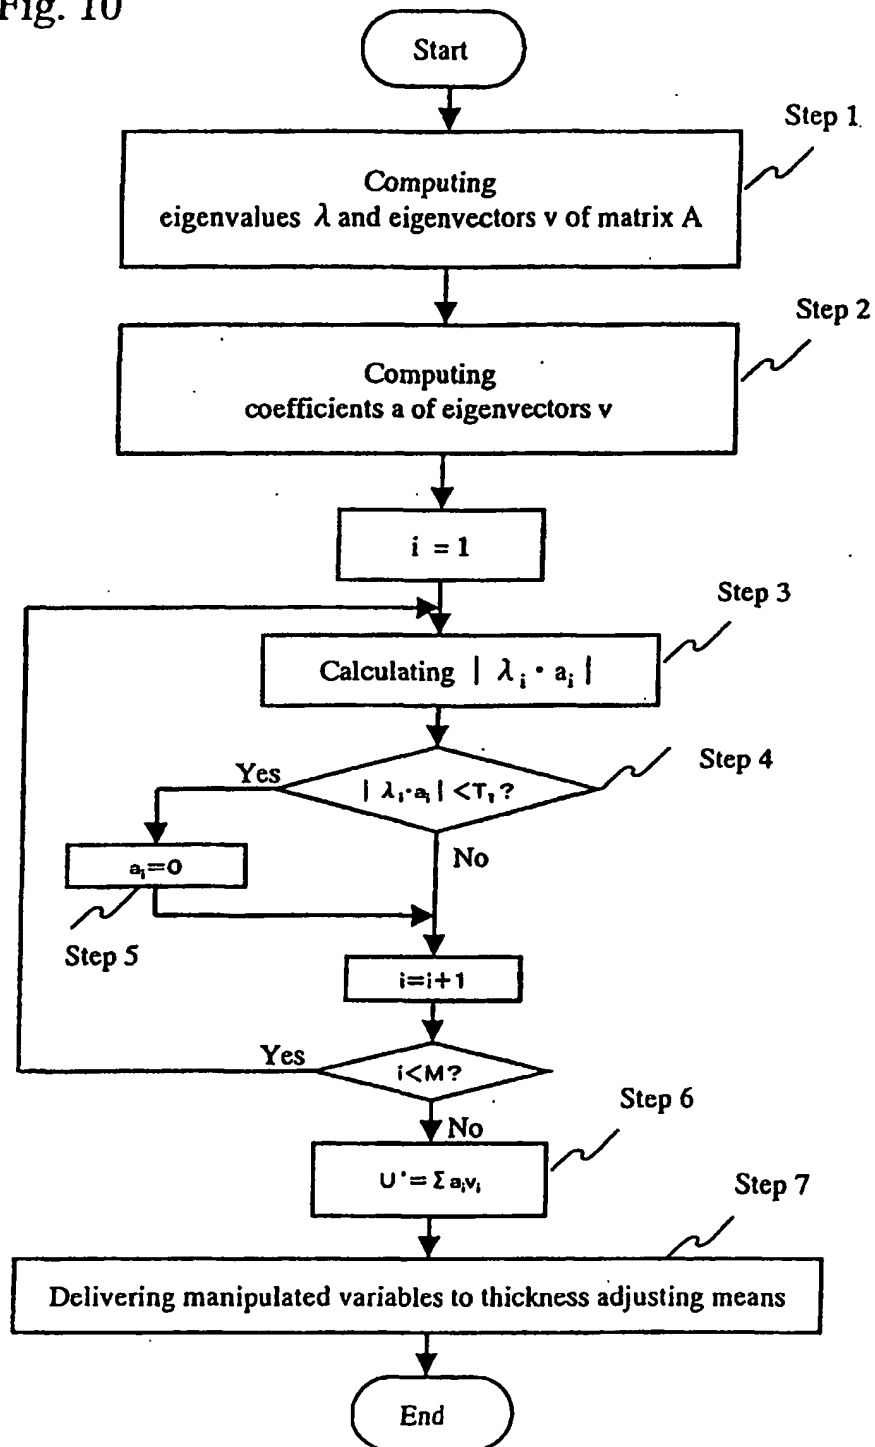 Fig. 10
Start
Step 1
Computing
eigenvalues λ and eigenvectors v of matrix A
Step 2
Computing
coefficients a of eigenvectors v
i = 1
Step 3
Calculating | λi · ai |
Step 4
Yes
| λi·ai | <T1?
No
ai=0
Step 5
i=i+1
Yes
i<M?
No
Step 6
U'=Σaivi
Step 7
Delivering manipulated variables to thickness adjusting means
End